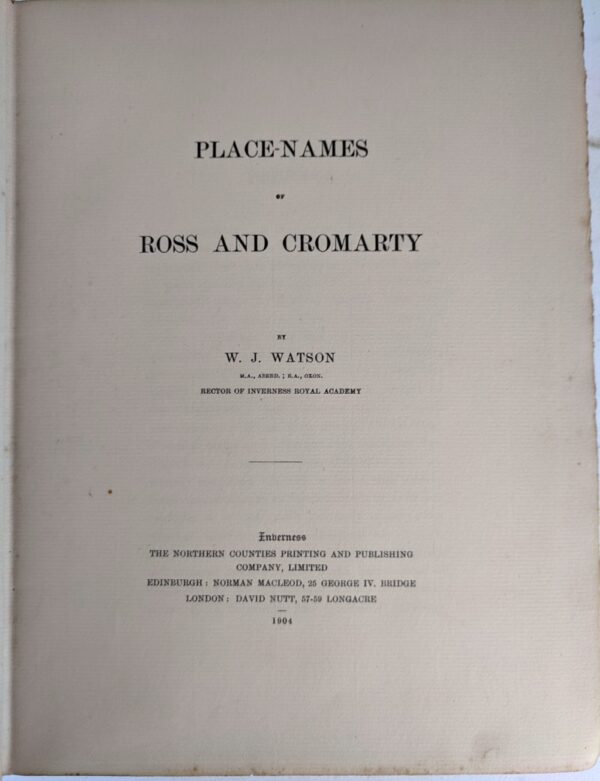 PLACE-NAMES
OF
ROSS AND CROMARTY
BY
W. J. WATSON
M.A., ABERD. ; B.A., OXON.
RECTOR OF INVERNESS ROYAL ACADEMY
Inverness
THE NORTHERN COUNTIES PRINTING AND PUBLISHING
COMPANY, LIMITED
EDINBURGH: NORMAN MACLEOD, 25 GEORGE IV. BRIDGE
LONDON: DAVID NUTT, 57-59 LONGACRE
1904